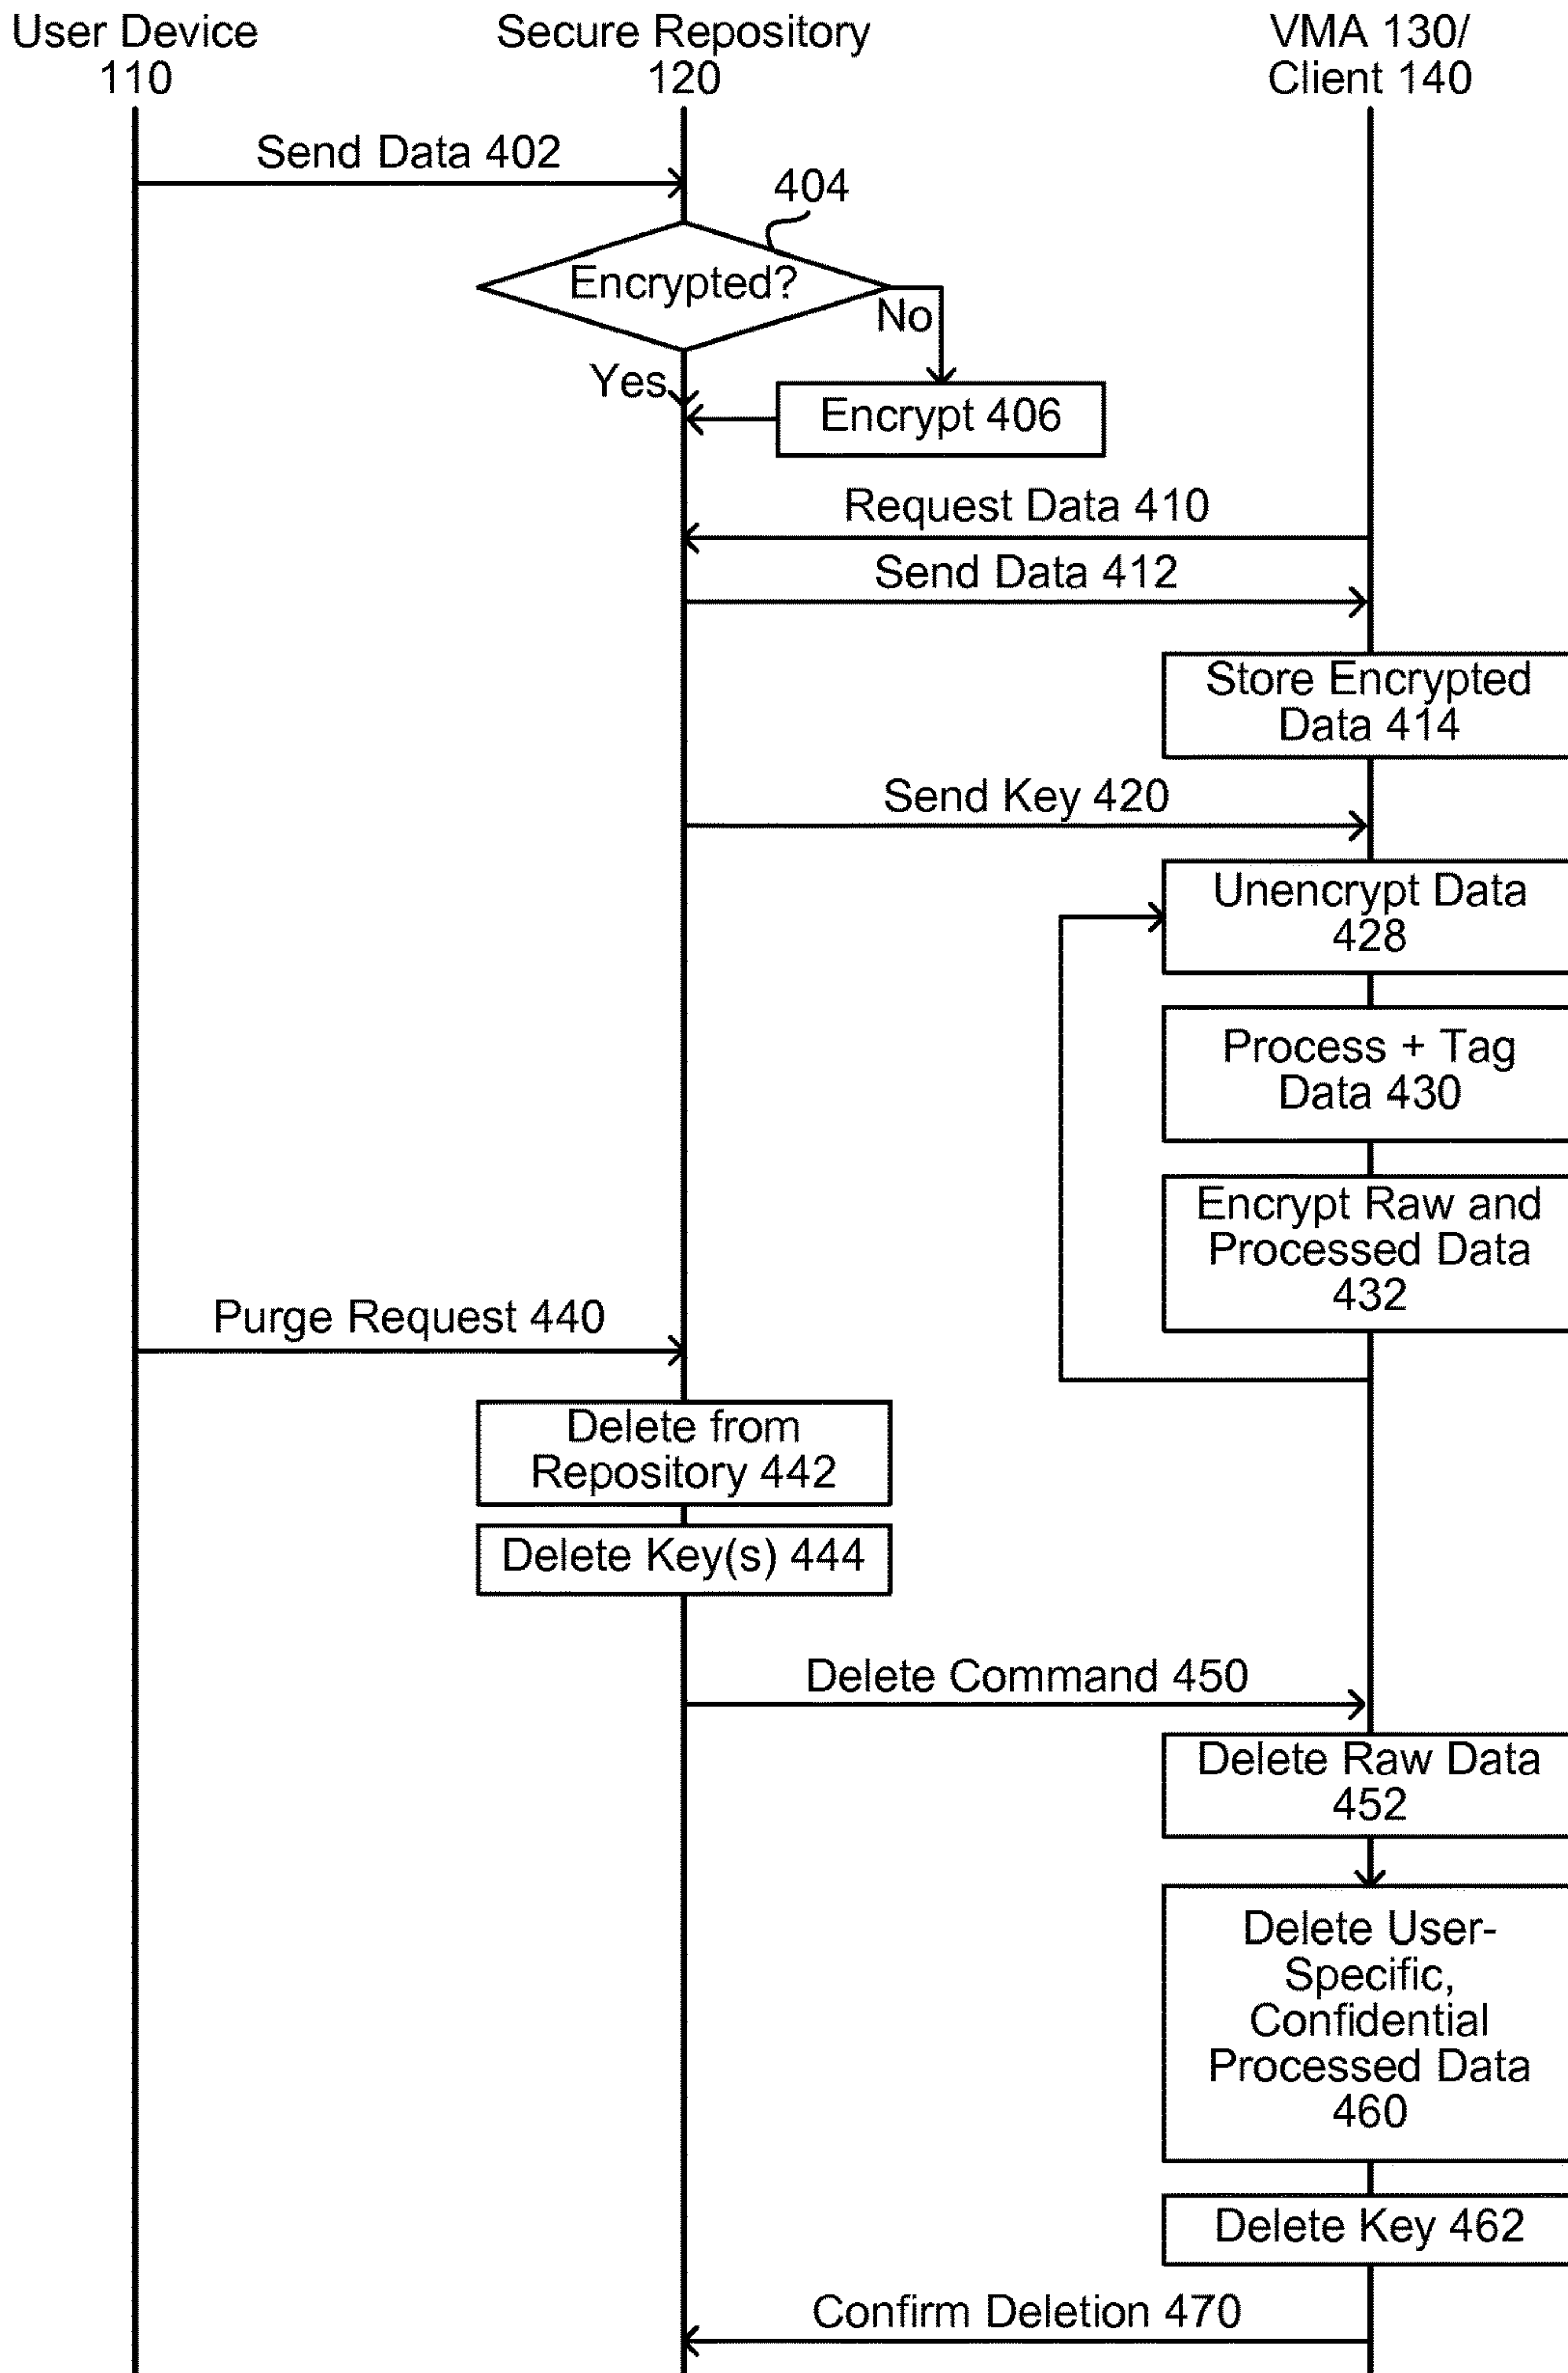 User Device
110
Secure Repository
120
VMA 130/
Client 140
Send Data 402
404
Encrypted?
No
Yes
Encrypt 406
Request Data 410
Send Data 412
Store Encrypted
Data 414
Send Key 420
Unencrypt Data
428
Process + Tag
Data 430
Encrypt Raw and
Processed Data
432
Purge Request 440
Delete from
Repository 442
Delete Key(s) 444
Delete Command 450
Delete Raw Data
452
Delete User-
Specific,
Confidential
Processed Data
460
Delete Key 462
Confirm Deletion 470